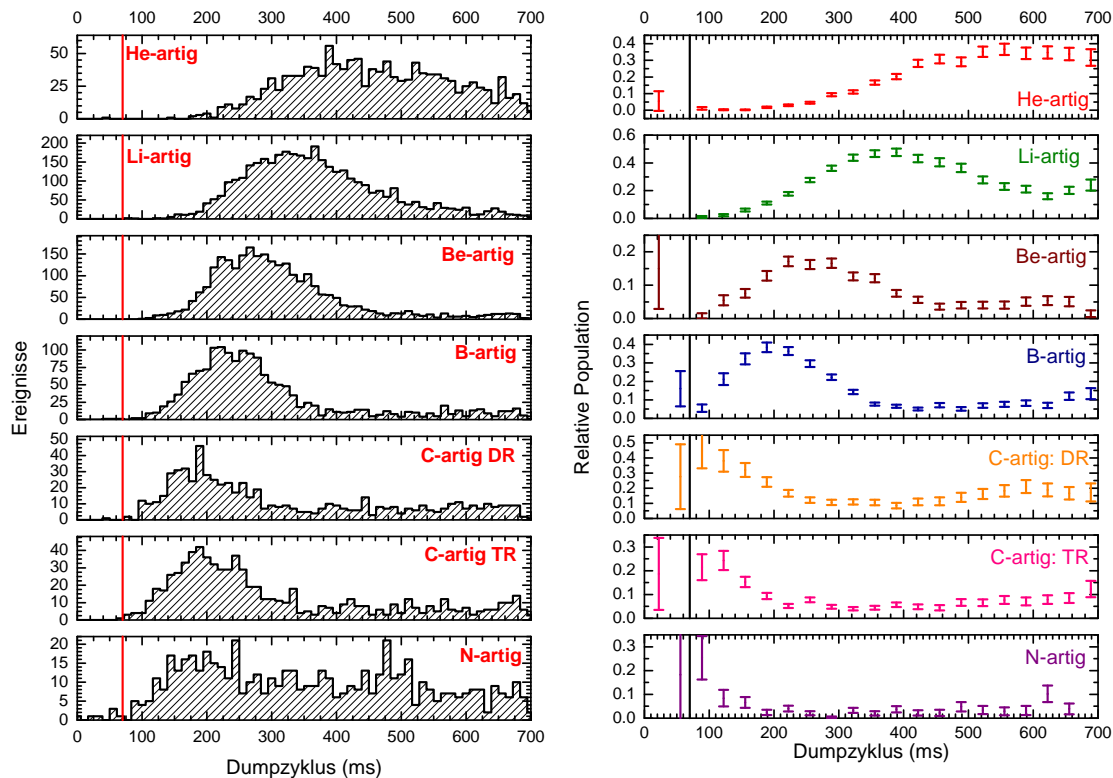 0 100 200 300 400 500 600 700
50
25
0
He-artig
200
150
100
50
0
Li-artig
150
100
50
0
Be-artig
100
75
50
25
0
B-artig
50
40
30
20
10
0
C-artig DR
40
30
20
10
0
C-artig TR
20
15
10
5
0
N-artig
0 100 200 300 400 500 600 700
Dumpzyklus (ms)
Ereignisse
0 100 200 300 400 500 600 700
0.4
0.3
0.2
0.1
0.0
He-artig
0.6
0.4
0.2
0.0
Li-artig
0.2
0.1
0.0
Be-artig
0.4
0.3
0.2
0.1
0.0
B-artig
0.5
0.4
0.3
0.2
0.1
0.0
C-artig: DR
0.3
0.2
0.1
0.0
C-artig: TR
0.3
0.2
0.1
0.0
N-artig
0 100 200 300 400 500 600 700
Dumpzyklus (ms)
Relative Population